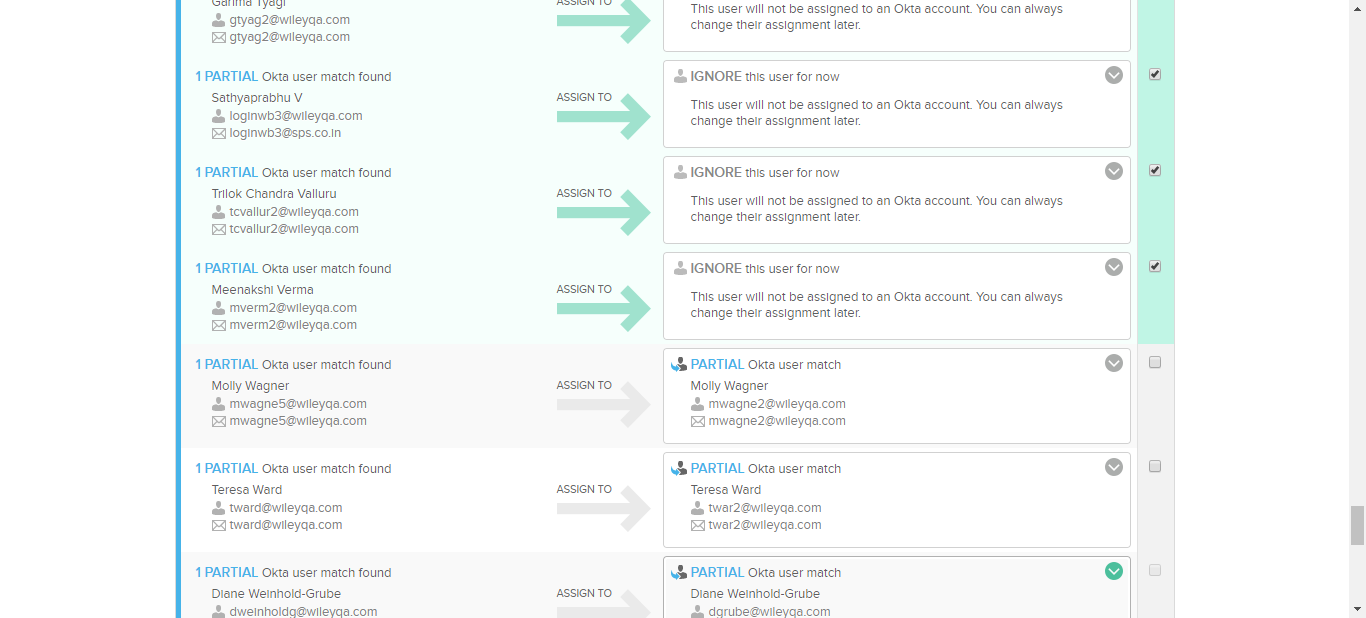 Garima Tyagi
gtyag2@wileyqa.com
gtyag2@wileyqa.com
ASSIGN TO
This user will not be assigned to an Okta account. You can always
change their assignment later.
1 PARTIAL Okta user match found
Sathyaprabhu V
loginwb3@wileyqa.com
loginwb3@sps.co.in
ASSIGN TO
IGNORE this user for now
This user will not be assigned to an Okta account. You can always
change their assignment later.
1 PARTIAL Okta user match found
Trilok Chandra Valluru
tcvallur2@wileyqa.com
tcvallur2@wileyqa.com
ASSIGN TO
IGNORE this user for now
This user will not be assigned to an Okta account. You can always
change their assignment later.
1 PARTIAL Okta user match found
Meenakshi Verma
mverm2@wileyqa.com
mverm2@wileyqa.com
ASSIGN TO
IGNORE this user for now
This user will not be assigned to an Okta account. You can always
change their assignment later.
1 PARTIAL Okta user match found
Molly Wagner
mwagne5@wileyqa.com
mwagne5@wileyqa.com
ASSIGN TO
PARTIAL Okta user match
Molly Wagner
mwagne2@wileyqa.com
mwagne2@wileyqa.com
1 PARTIAL Okta user match found
Teresa Ward
tward@wileyqa.com
tward@wileyqa.com
ASSIGN TO
PARTIAL Okta user match
Teresa Ward
twar2@wileyqa.com
twar2@wileyqa.com
1 PARTIAL Okta user match found
Diane Weinhold-Grube
dweinholdg@wileyqa.com
ASSIGN TO
PARTIAL Okta user match
Diane Weinhold-Grube
dgrube@wileyqa.com